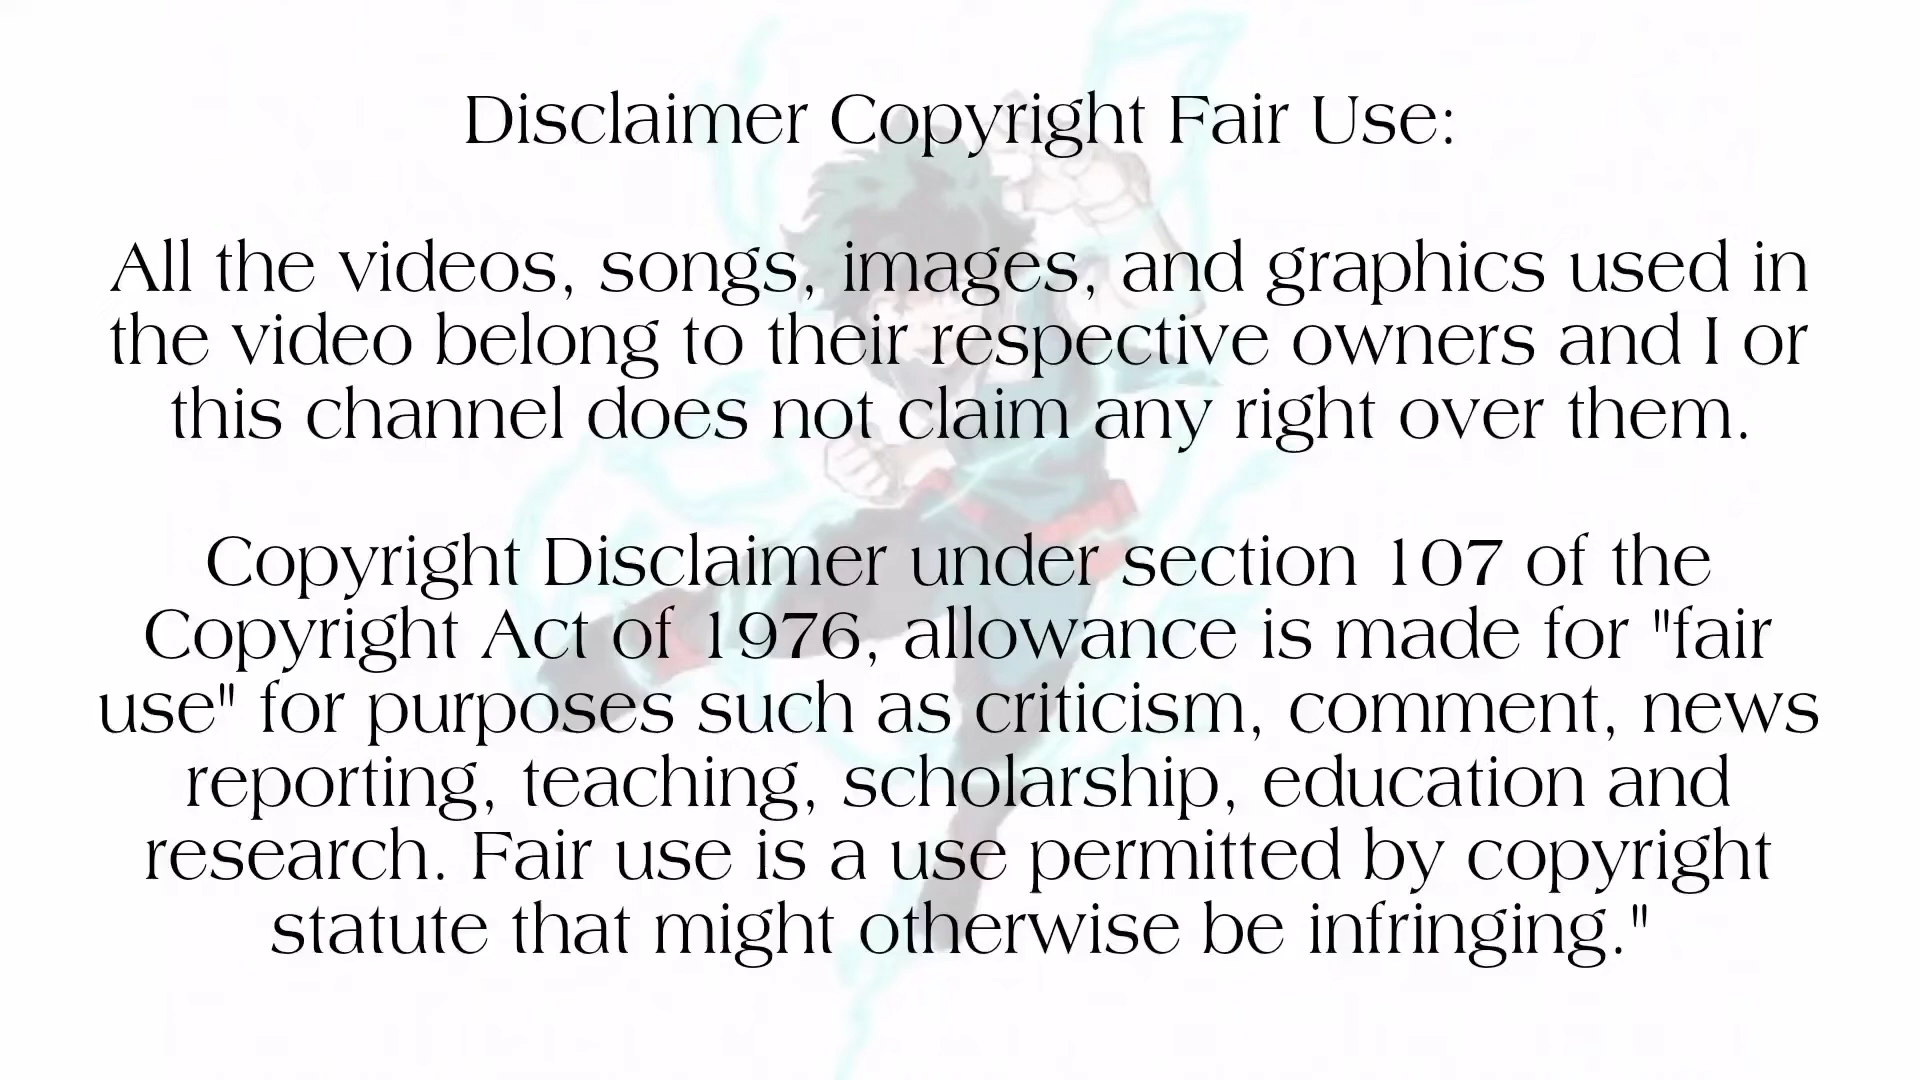 Disclaimer Copyright Fair Use:
All the videos, songs, images, and graphics used in
the video belong to their respective owners and I or
this channel does not claim any right over them.
Copyright Disclaimer under section 107 of the
Copyright Act of 1976, allowance is made for "fair
use" for purposes such as criticism, comment, news
reporting, teaching, scholarship, education and
research. Fair use is a use permitted by copyright
statute that might otherwise be infringing."